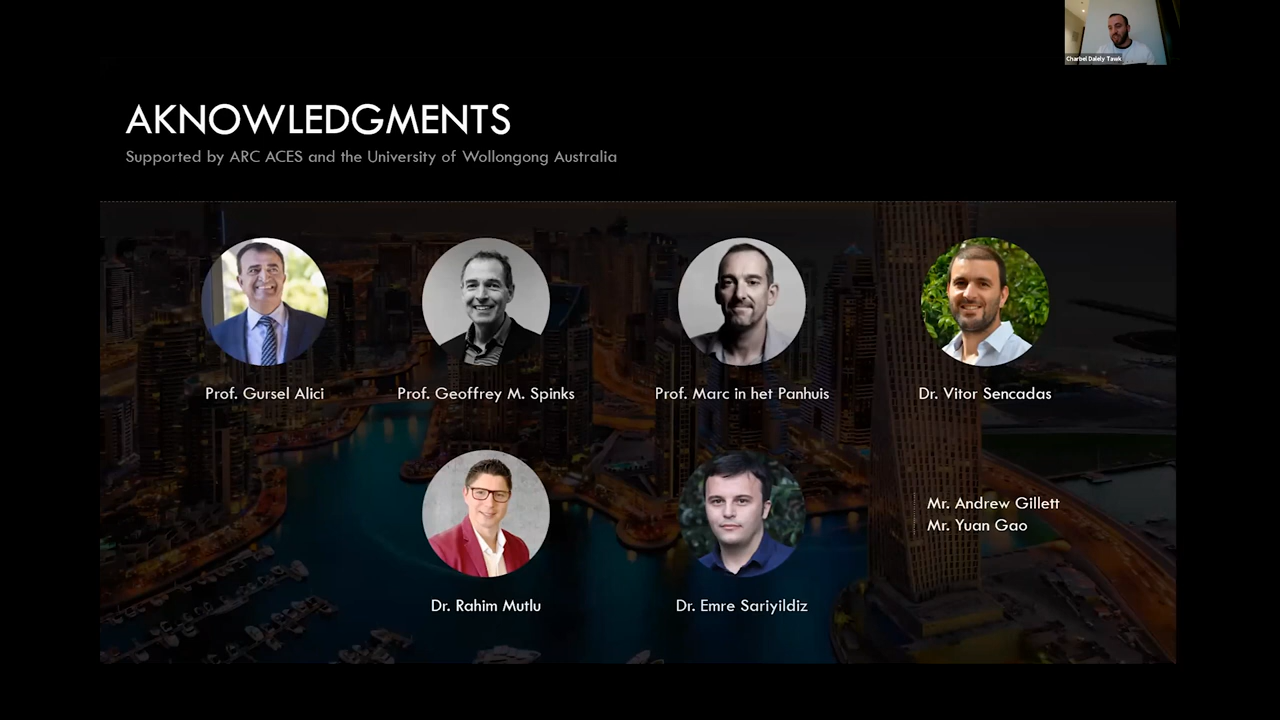 Charbel Dalely Tawk
AKNOWLEDGMENTS
Supported by ARC ACES and the University of Wollongong Australia
Prof. Gursel Alici
Prof. Geoffrey M. Spinks
Prof. Marc in het Panhuis
Dr. Vitor Sencadas
Dr. Rahim Mutlu
Dr. Emre Sariyildiz
Mr. Andrew Gillett
Mr. Yuan Gao